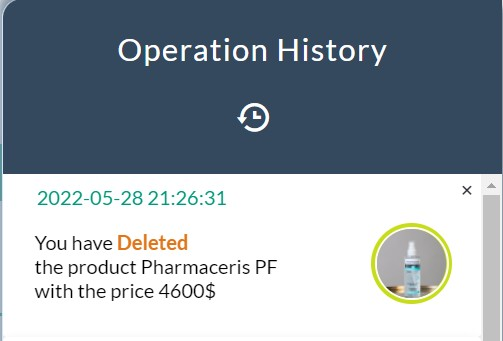 Operation History
2022-05-28 21:26:31
You have Deleted
the product Pharmaceris PF
with the price 4600$